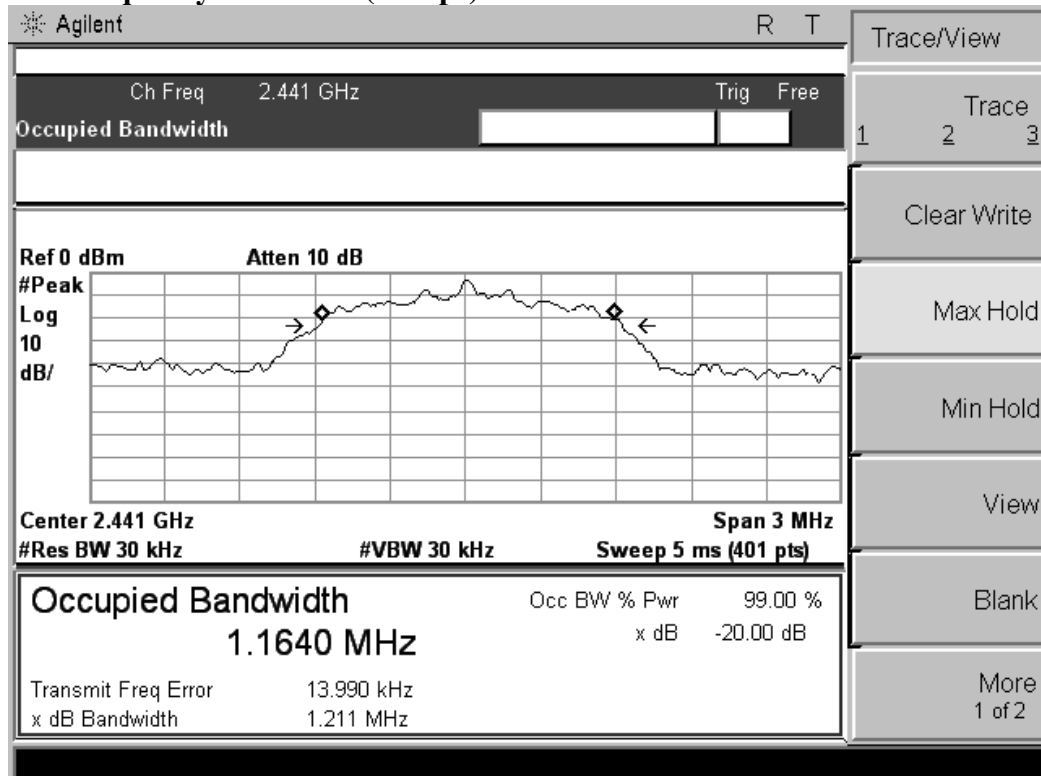 Agilent R T
Trace/View
Ch Freq 2.441 GHz Trig Free
Occupied Bandwidth
Trace
1 2 3
Clear Write
Ref 0 dBm Atten 10 dB
#Peak
Log
10
dB/
Max Hold
Min Hold
View
Center 2.441 GHz Span 3 MHz
#Res BW 30 kHz #VBW 30 kHz Sweep 5 ms (401 pts)
Occupied Bandwidth
1.1640 MHz
Occ BW % Pwr 99.00 %
x dB -20.00 dB
Transmit Freq Error 13.990 kHz
x dB Bandwidth 1.211 MHz
Blank
More
1 of 2